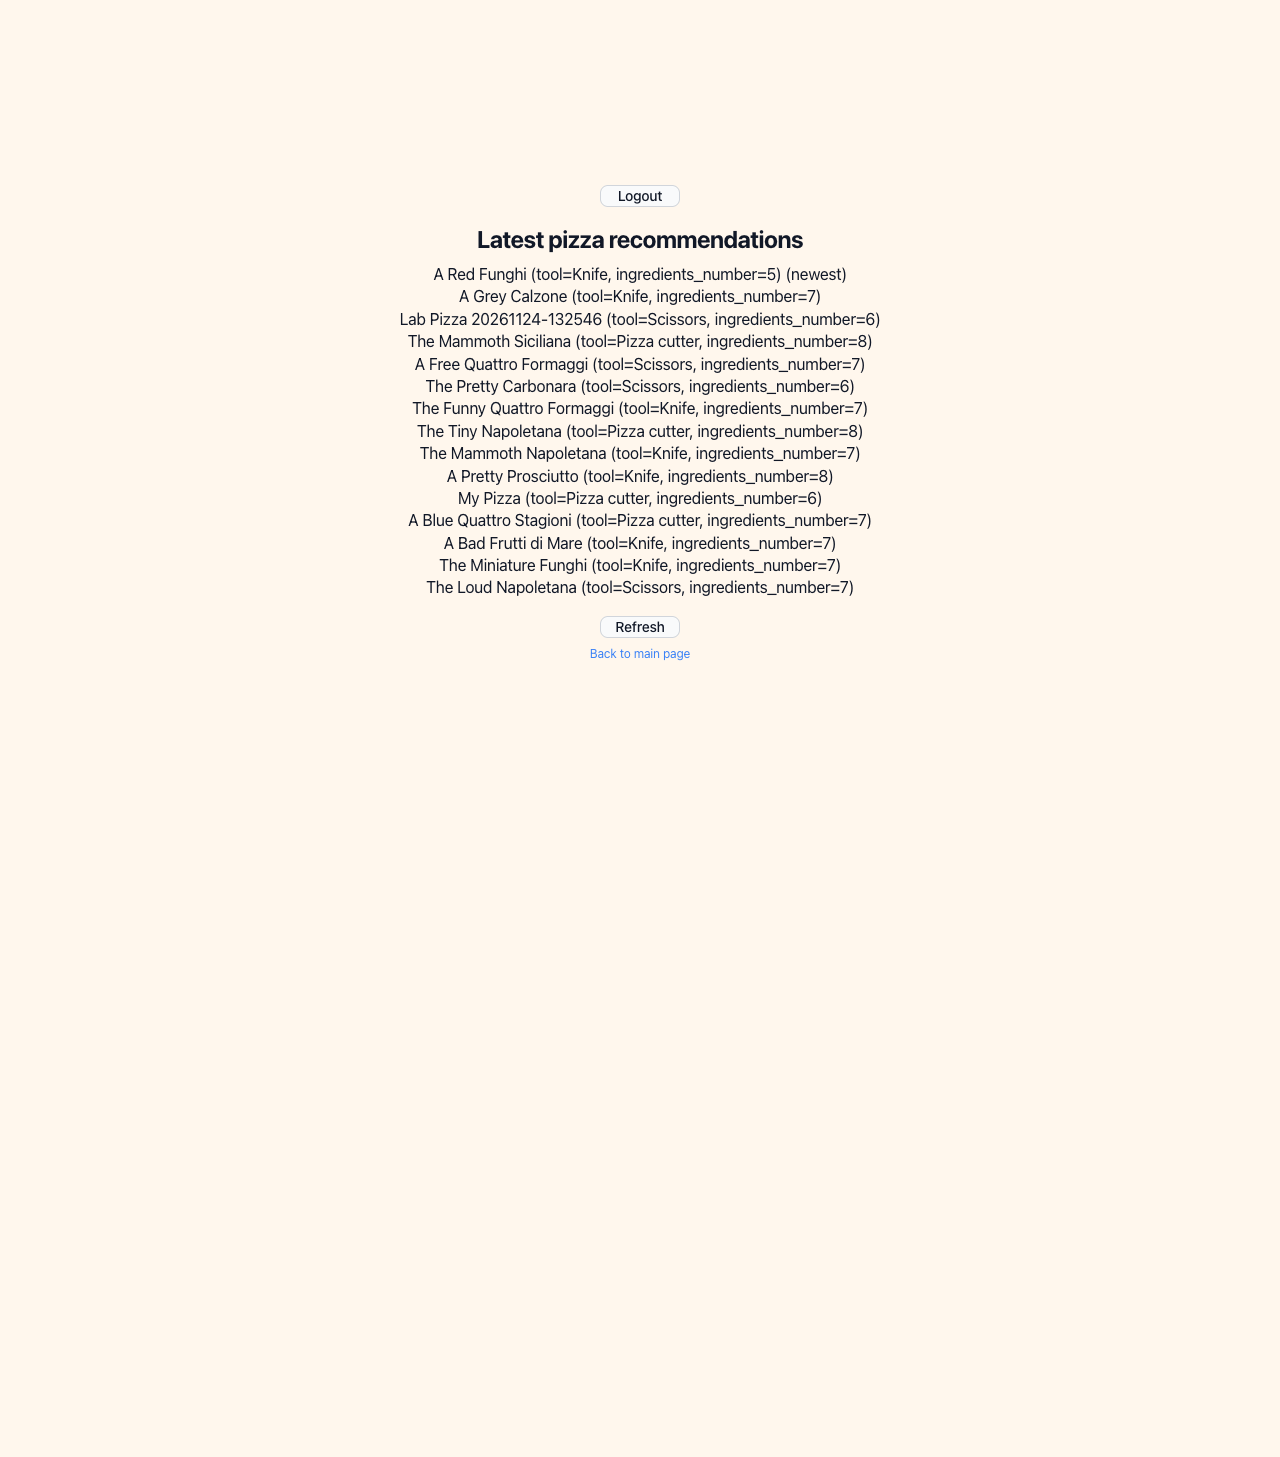 Logout
Latest pizza recommendations
A Red Funghi (tool=Knife, ingredients_number=5) (newest)
A Grey Calzone (tool=Knife, ingredients_number=7)
Lab Pizza 20261124-132546 (tool=Scissors, ingredients_number=6)
The Mammoth Siciliana (tool=Pizza cutter, ingredients_number=8)
A Free Quattro Formaggi (tool=Scissors, ingredients_number=7)
The Pretty Carbonara (tool=Scissors, ingredients_number=6)
The Funny Quattro Formaggi (tool=Knife, ingredients_number=7)
The Tiny Napoletana (tool=Pizza cutter, ingredients_number=8)
The Mammoth Napoletana (tool=Knife, ingredients_number=7)
A Pretty Prosciutto (tool=Knife, ingredients_number=8)
My Pizza (tool=Pizza cutter, ingredients_number=6)
A Blue Quattro Stagioni (tool=Pizza cutter, ingredients_number=7)
A Bad Frutti di Mare (tool=Knife, ingredients_number=7)
The Miniature Funghi (tool=Knife, ingredients_number=7)
The Loud Napoletana (tool=Scissors, ingredients_number=7)
Refresh
Back to main page